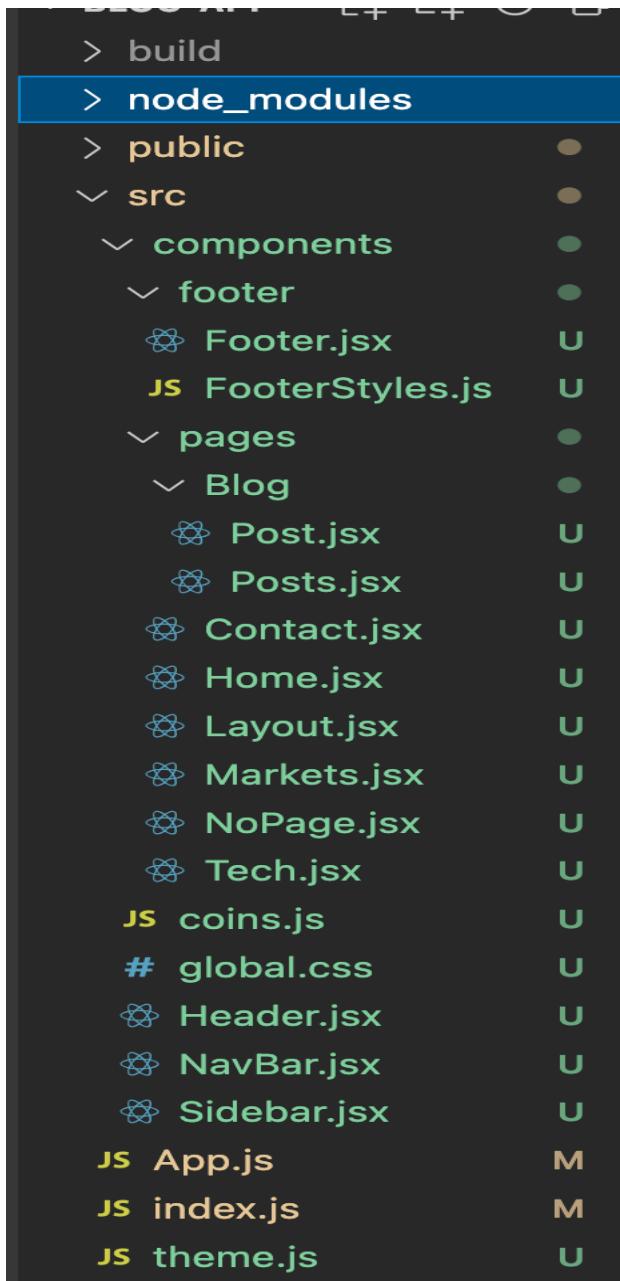 build
node_modules
public
src
components
footer
Footer.jsx U
JS FooterStyles.js U
pages
Blog
Post.jsx U
Posts.jsx U
Contact.jsx U
Home.jsx U
Layout.jsx U
Markets.jsx U
NoPage.jsx U
Tech.jsx U
JS coins.js U
# global.css U
Header.jsx U
NavBar.jsx U
Sidebar.jsx U
JS App.js M
JS index.js M
JS theme.js U